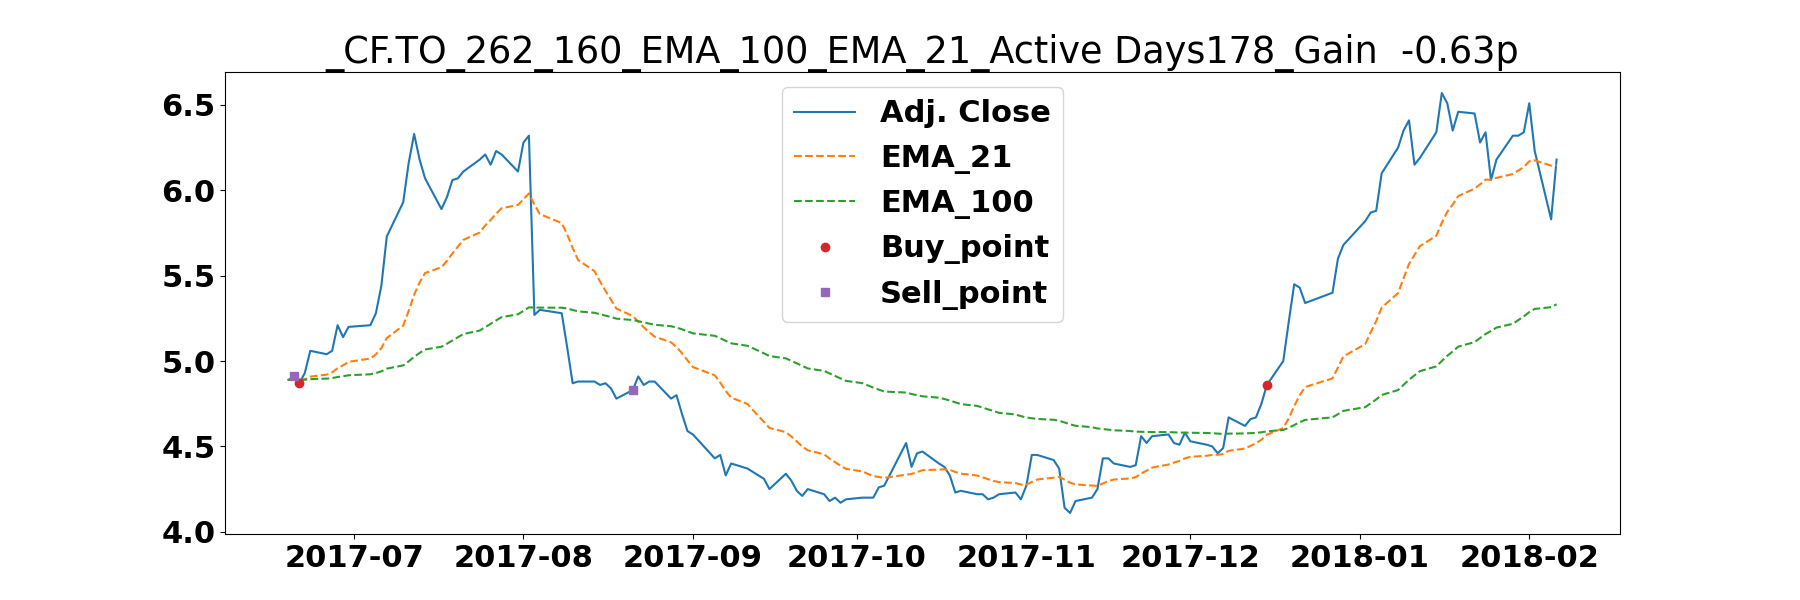 _CF.TO_262_160_EMA_100_EMA_21_Active Days178_Gain  -0.63p
6.5
6.0
5.5
5.0
4.5
4.0
Adj. Close
EMA_21
EMA_100
Buy_point
Sell_point
2017-07 2017-08 2017-09 2017-10 2017-11 2017-12 2018-01 2018-02